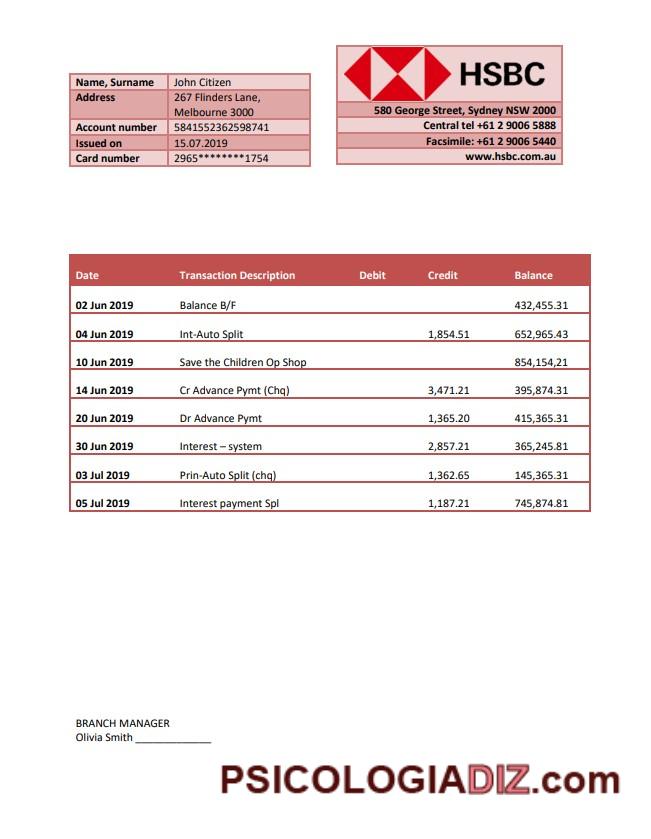 Name, Surname John Citizen
Address 267 Flinders Lane,
Melbourne 3000
Account number 5841552362598741
Issued on 15.07.2019
Card number 2965********1754
HSBC
580 George Street, Sydney NSW 2000
Central tel +61 2 9006 5888
Facsimile: +61 2 9006 5440
www.hsbc.com.au
Date Transaction Description Debit Credit Balance
02 Jun 2019 Balance B/F 432,455.31
04 Jun 2019 Int-Auto Split 1,854.51 652,965.43
10 Jun 2019 Save the Children Op Shop 854,154,21
14 Jun 2019 Cr Advance Pymt (Chq) 3,471.21 395,874.31
20 Jun 2019 Dr Advance Pymt 1,365.20 415,365.31
30 Jun 2019 Interest – system 2,857.21 365,245.81
03 Jul 2019 Prin-Auto Split (chq) 1,362.65 145,365.31
05 Jul 2019 Interest payment Spl 1,187.21 745,874.81
BRANCH MANAGER
Olivia Smith _____________
PSICOLOGIADIZ.com